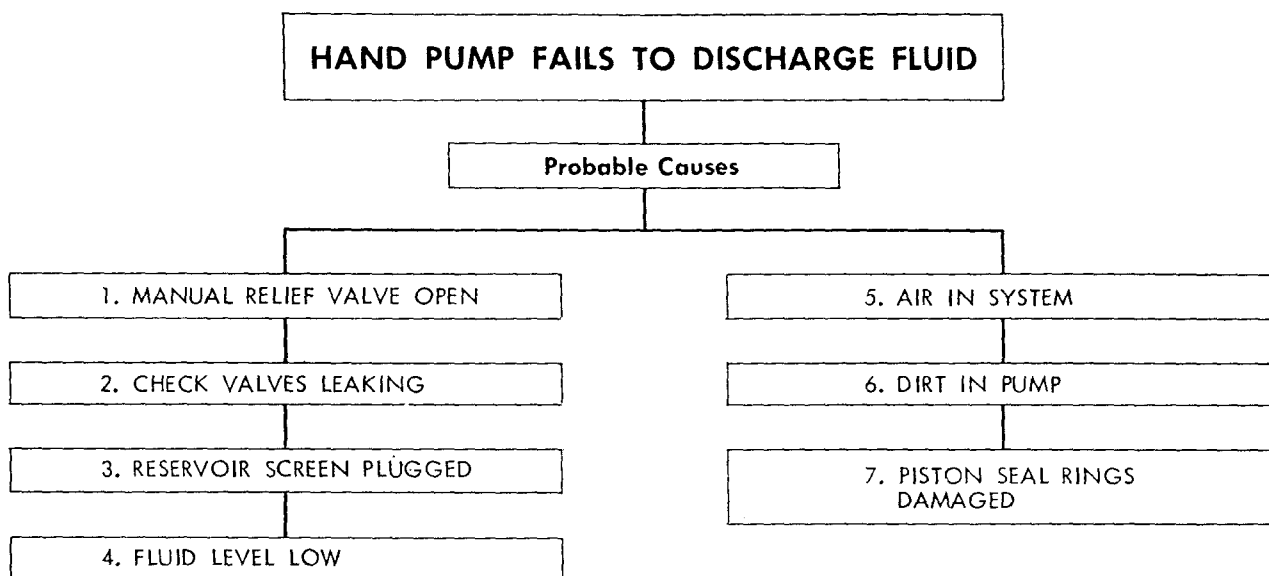 HAND PUMP FAILS TO DISCHARGE FLUID
Probable Causes
1. MANUAL RELIEF VALVE OPEN
2. CHECK VALVES LEAKING
3. RESERVOIR SCREEN PLUGGED
4. FLUID LEVEL LOW
5. AIR IN SYSTEM
6. DIRT IN PUMP
7. PISTON SEAL RINGS
DAMAGED